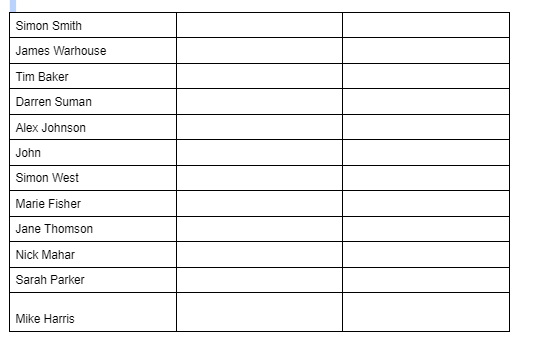 Simon Smith
James Warhouse
Tim Baker
Darren Suman
Alex Johnson
John
Simon West
Marie Fisher
Jane Thomson
Nick Mahar
Sarah Parker
Mike Harris